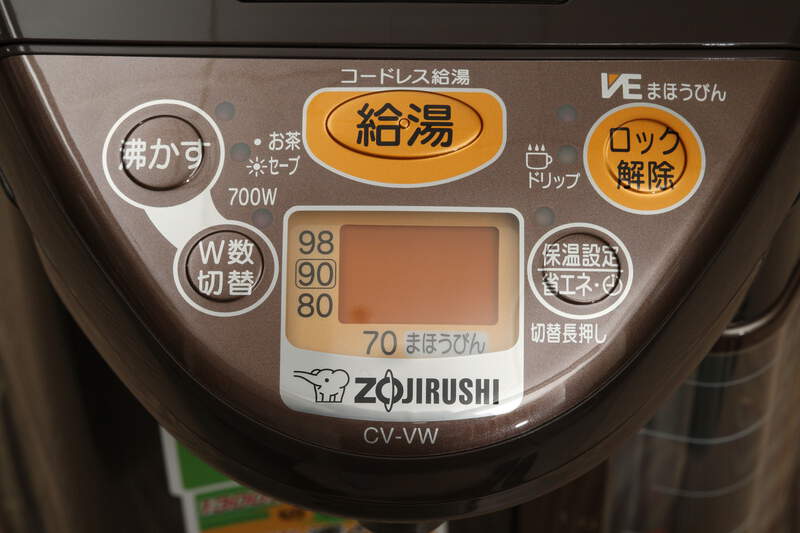 コードレス給湯
給湯
VE まほうびん
沸かす
・お茶
セーブ
ロック
解除
ドリップ
700W
W数
切替
98
90
80
70 まほうびん
保温設定
省エネ・
切替長押し
ZOJIRUSHI
CV-VW